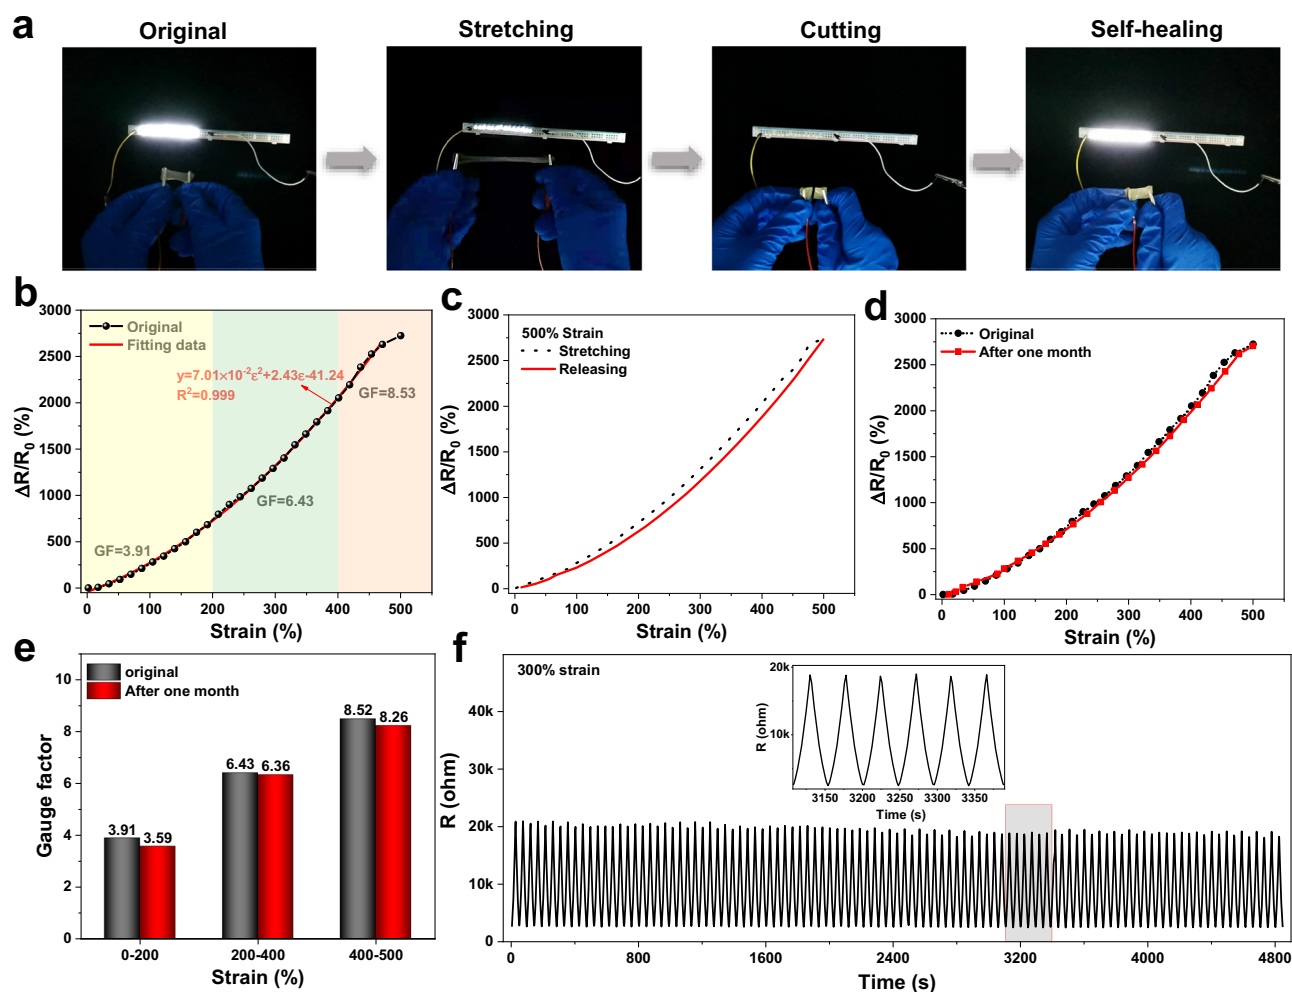 a
Original
Stretching
Cutting
Self-healing
b
ΔR/R0 (%)
3000
2500
2000
1500
1000
500
0
Original
Fitting data
y=7.01×10-2ε2+2.43ε-41.24
R2=0.999
GF=3.91
GF=6.43
GF=8.53
0 100 200 300 400 500
Strain (%)
c
ΔR/R0 (%)
3000
2500
2000
1500
1000
500
0
500% Strain
Stretching
Releasing
0 100 200 300 400 500
Strain (%)
d
ΔR/R0 (%)
3000
2500
2000
1500
1000
500
0
Original
After one month
0 100 200 300 400 500
Strain (%)
e
Gauge factor
10
8
6
4
2
0
original
After one month
3.91 3.59
6.43 6.36
8.52 8.26
0-200 200-400 400-500
Strain (%)
f
R (ohm)
40k
30k
20k
10k
0
300% strain
R (ohm)
20k
10k
3150 3200 3250 3300 3350
Time (s)
0 800 1600 2400 3200 4000 4800
Time (s)